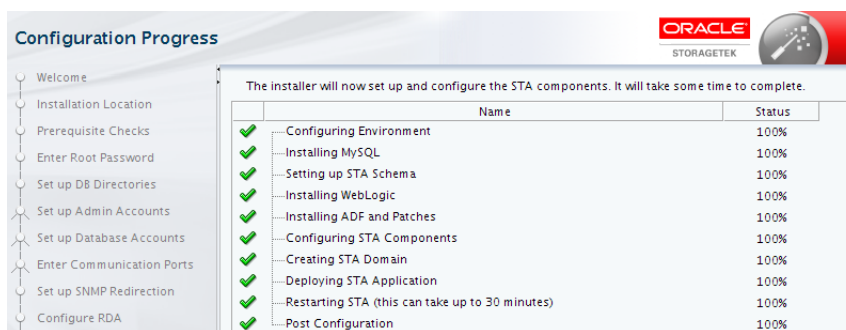 Configuration Progress
ORACLE
STORAGETEK
Welcome
Installation Location
Prerequisite Checks
Enter Root Password
Set up DB Directories
Set up Admin Accounts
Set up Database Accounts
Enter Communication Ports
Set up SNMP Redirection
Configure RDA
The installer will now set up and configure the STA components. It will take some time to complete.
Name Status
Configuring Environment 100%
Installing MySQL 100%
Setting up STA Schema 100%
Installing WebLogic 100%
Installing ADF and Patches 100%
Configuring STA Components 100%
Creating STA Domain 100%
Deploying STA Application 100%
Restarting STA (this can take up to 30 minutes) 100%
Post Configuration 100%